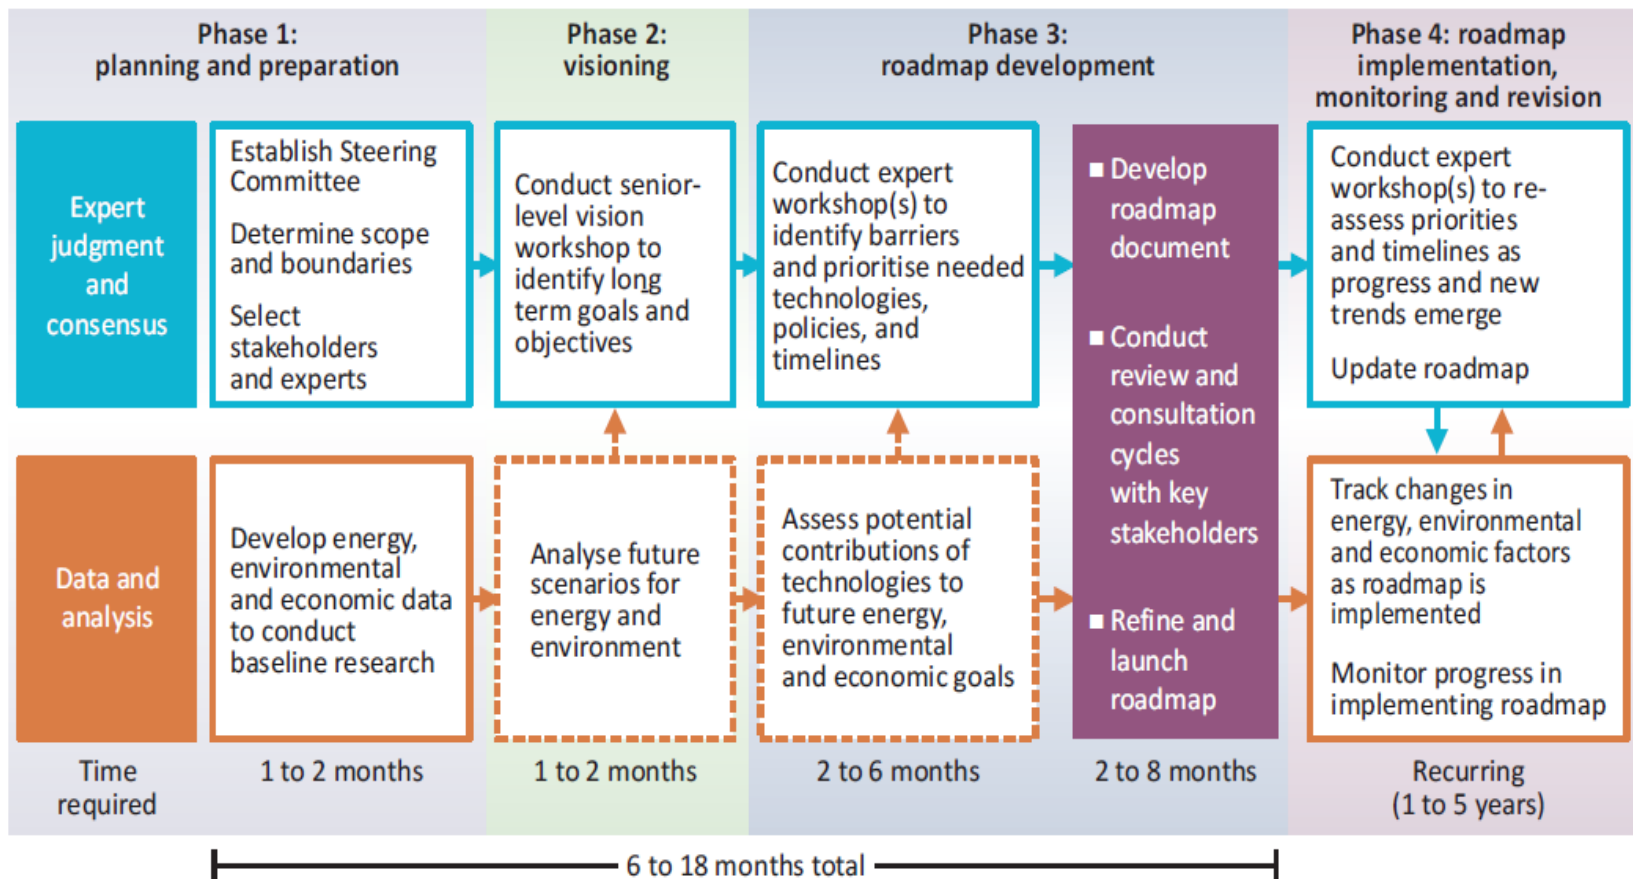 Phase 1:
planning and preparation
Phase 2:
visioning
Phase 3:
roadmap development
Phase 4: roadmap
implementation,
monitoring and revision
Expert
judgment
and
consensus
Establish Steering
Committee
Determine scope
and boundaries
Select
stakeholders
and experts
Conduct senior-
level vision
workshop to
identify long
term goals and
objectives
Conduct expert
workshop(s) to
identify barriers
and prioritise needed
technologies,
policies, and
timelines
■ Develop
roadmap
document
■ Conduct
review and
consultation
cycles
with key
stakeholders
■ Refine and
launch
roadmap
Conduct expert
workshop(s) to re-
assess priorities
and timelines as
progress and new
trends emerge
Update roadmap
Data and
analysis
Develop energy,
environmental
and economic data
to conduct
baseline research
Analyse future
scenarios for
energy and
environment
Assess potential
contributions of
technologies to
future energy,
environmental
and economic goals
Track changes in
energy, environmental
and economic factors
as roadmap is
implemented
Monitor progress in
implementing roadmap
Time
required
1 to 2 months
1 to 2 months
2 to 6 months
2 to 8 months
Recurring
(1 to 5 years)
6 to 18 months total